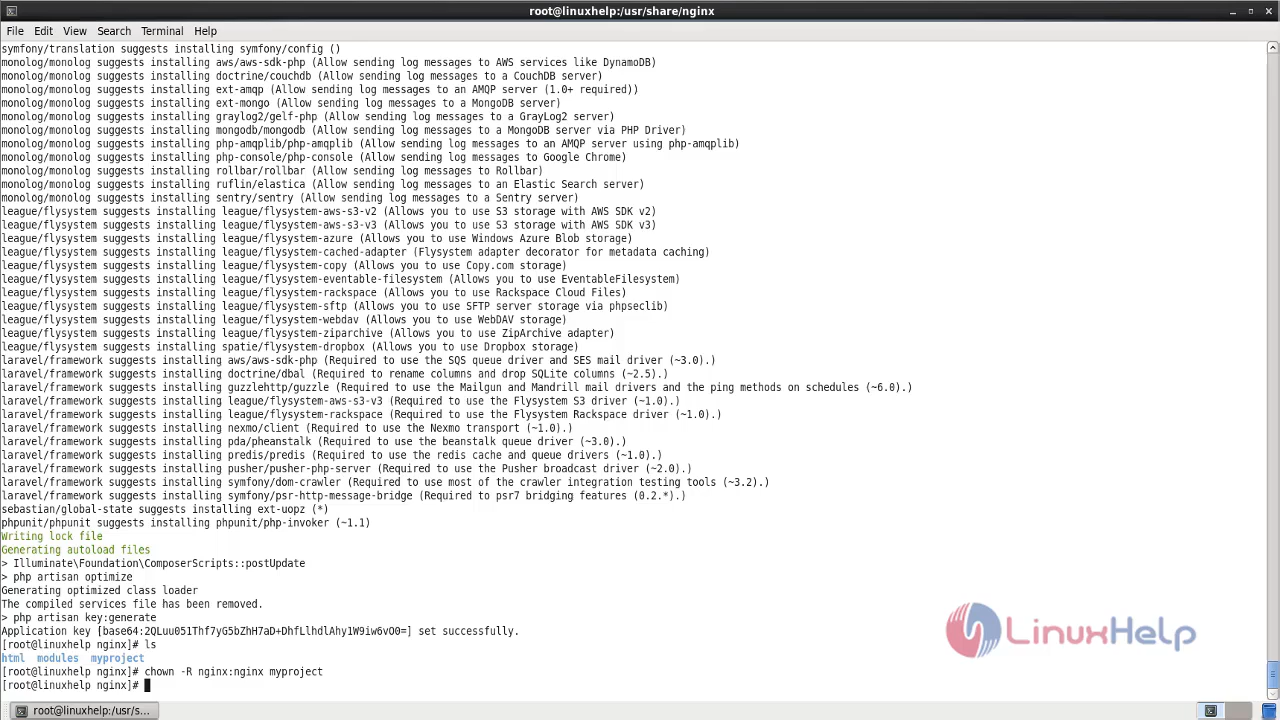 root@linuxhelp:/usr/share/nginx
File Edit View Search Terminal Help
symfony/translation suggests installing symfony/config ()
monolog/monolog suggests installing aws/aws-sdk-php (Allow sending log messages to AWS services like DynamoDB)
monolog/monolog suggests installing doctrine/couchdb (Allow sending log messages to a CouchDB server)
monolog/monolog suggests installing ext-amqp (Allow sending log messages to an AMQP server (1.0+ required))
monolog/monolog suggests installing ext-mongo (Allow sending log messages to a MongoDB server)
monolog/monolog suggests installing graylog2/gelf-php (Allow sending log messages to a GrayLog2 server)
monolog/monolog suggests installing mongodb/mongodb (Allow sending log messages to a MongoDB server via PHP Driver)
monolog/monolog suggests installing php-amqplib/php-amqplib (Allow sending log messages to an AMQP server using php-amqplib)
monolog/monolog suggests installing php-console/php-console (Allow sending log messages to Google Chrome)
monolog/monolog suggests installing rollbar/rollbar (Allow sending log messages to Rollbar)
monolog/monolog suggests installing ruflin/elastica (Allow sending log messages to an Elastic Search server)
monolog/monolog suggests installing sentry/sentry (Allow sending log messages to a Sentry server)
league/flysystem suggests installing league/flysystem-aws-s3-v2 (Allows you to use S3 storage with AWS SDK v2)
league/flysystem suggests installing league/flysystem-aws-s3-v3 (Allows you to use S3 storage with AWS SDK v3)
league/flysystem suggests installing league/flysystem-azure (Allows you to use Windows Azure Blob storage)
league/flysystem suggests installing league/flysystem-cached-adapter (Flysystem adapter decorator for metadata caching)
league/flysystem suggests installing league/flysystem-copy (Allows you to use Copy.com storage)
league/flysystem suggests installing league/flysystem-eventable-filesystem (Allows you to use EventableFilesystem)
league/flysystem suggests installing league/flysystem-rackspace (Allows you to use Rackspace Cloud Files)
league/flysystem suggests installing league/flysystem-sftp (Allows you to use SFTP server storage via phpseclib)
league/flysystem suggests installing league/flysystem-webdav (Allows you to use WebDAV storage)
league/flysystem suggests installing league/flysystem-ziparchive (Allows you to use ZipArchive adapter)
league/flysystem suggests installing spatie/flysystem-dropbox (Allows you to use Dropbox storage)
laravel/framework suggests installing aws/aws-sdk-php (Required to use the SQS queue driver and SES mail driver (~3.0).)
laravel/framework suggests installing doctrine/dbal (Required to rename columns and drop SQLite columns (~2.5).)
laravel/framework suggests installing guzzlehttp/guzzle (Required to use the Mailgun and Mandrill mail drivers and the ping methods on schedules (~6.0).)
laravel/framework suggests installing league/flysystem-aws-s3-v3 (Required to use the Flysystem S3 driver (~1.0).)
laravel/framework suggests installing league/flysystem-rackspace (Required to use the Flysystem Rackspace driver (~1.0).)
laravel/framework suggests installing nexmo/client (Required to use the Nexmo transport (~1.0).)
laravel/framework suggests installing pda/pheanstalk (Required to use the beanstalk queue driver (~3.0).)
laravel/framework suggests installing predis/predis (Required to use the redis cache and queue drivers (~1.0).)
laravel/framework suggests installing pusher/pusher-php-server (Required to use the Pusher broadcast driver (~2.0).)
laravel/framework suggests installing symfony/dom-crawler (Required to use most of the crawler integration testing tools (~3.2).)
laravel/framework suggests installing symfony/psr-http-message-bridge (Required to psr7 bridging features (0.2.*).)
sebastian/global-state suggests installing ext-uopz (*)
phpunit/phpunit suggests installing phpunit/php-invoker (~1.1)
Writing lock file
Generating autoload files
> Illuminate\Foundation\ComposerScripts::postUpdate
> php artisan optimize
Generating optimized class loader
The compiled services file has been removed.
> php artisan key:generate
Application key [base64:2QLuu051Thf7yG5bZhH7aD+DhfLlhdlAhy1W9iw6vO0=] set successfully.
[root@linuxhelp nginx]# ls
html modules myproject
[root@linuxhelp nginx]# chown -R nginx:nginx myproject
[root@linuxhelp nginx]#
LinuxHelp
root@linuxhelp:/usr/s...